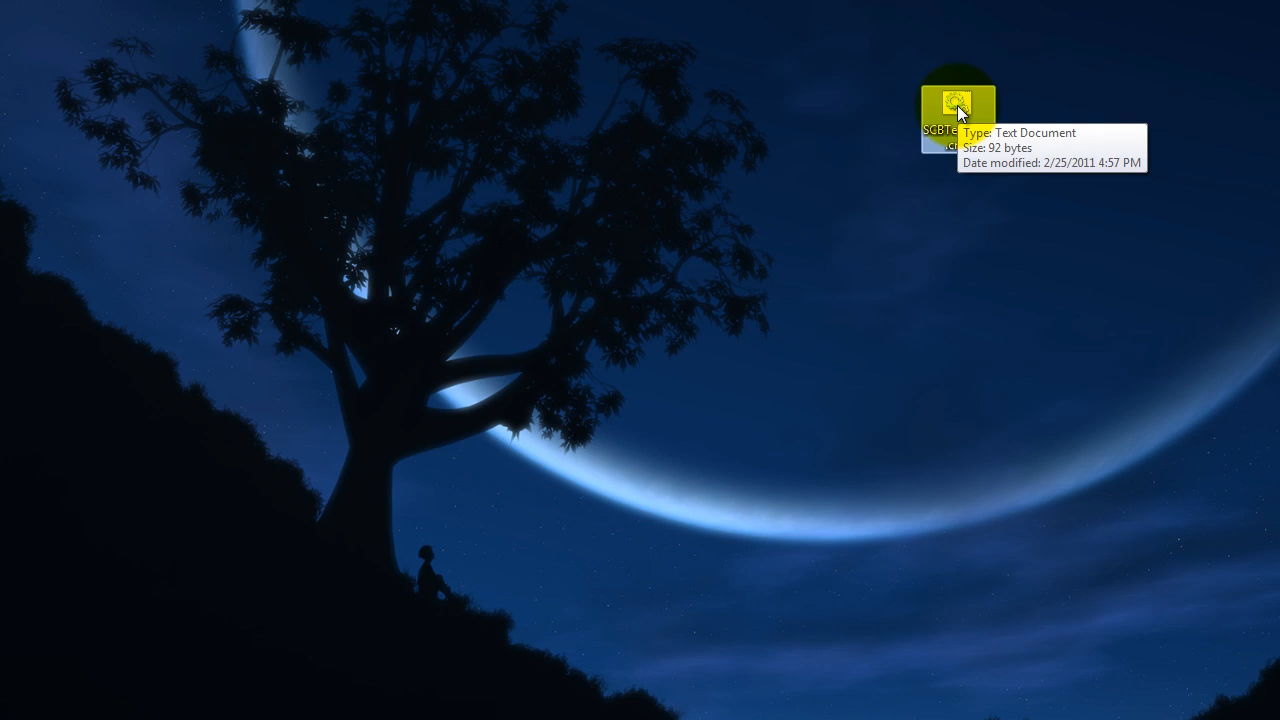 SCBTe
.c
Type: Text Document
Size: 92 bytes
Date modified: 2/25/2011 4:57 PM